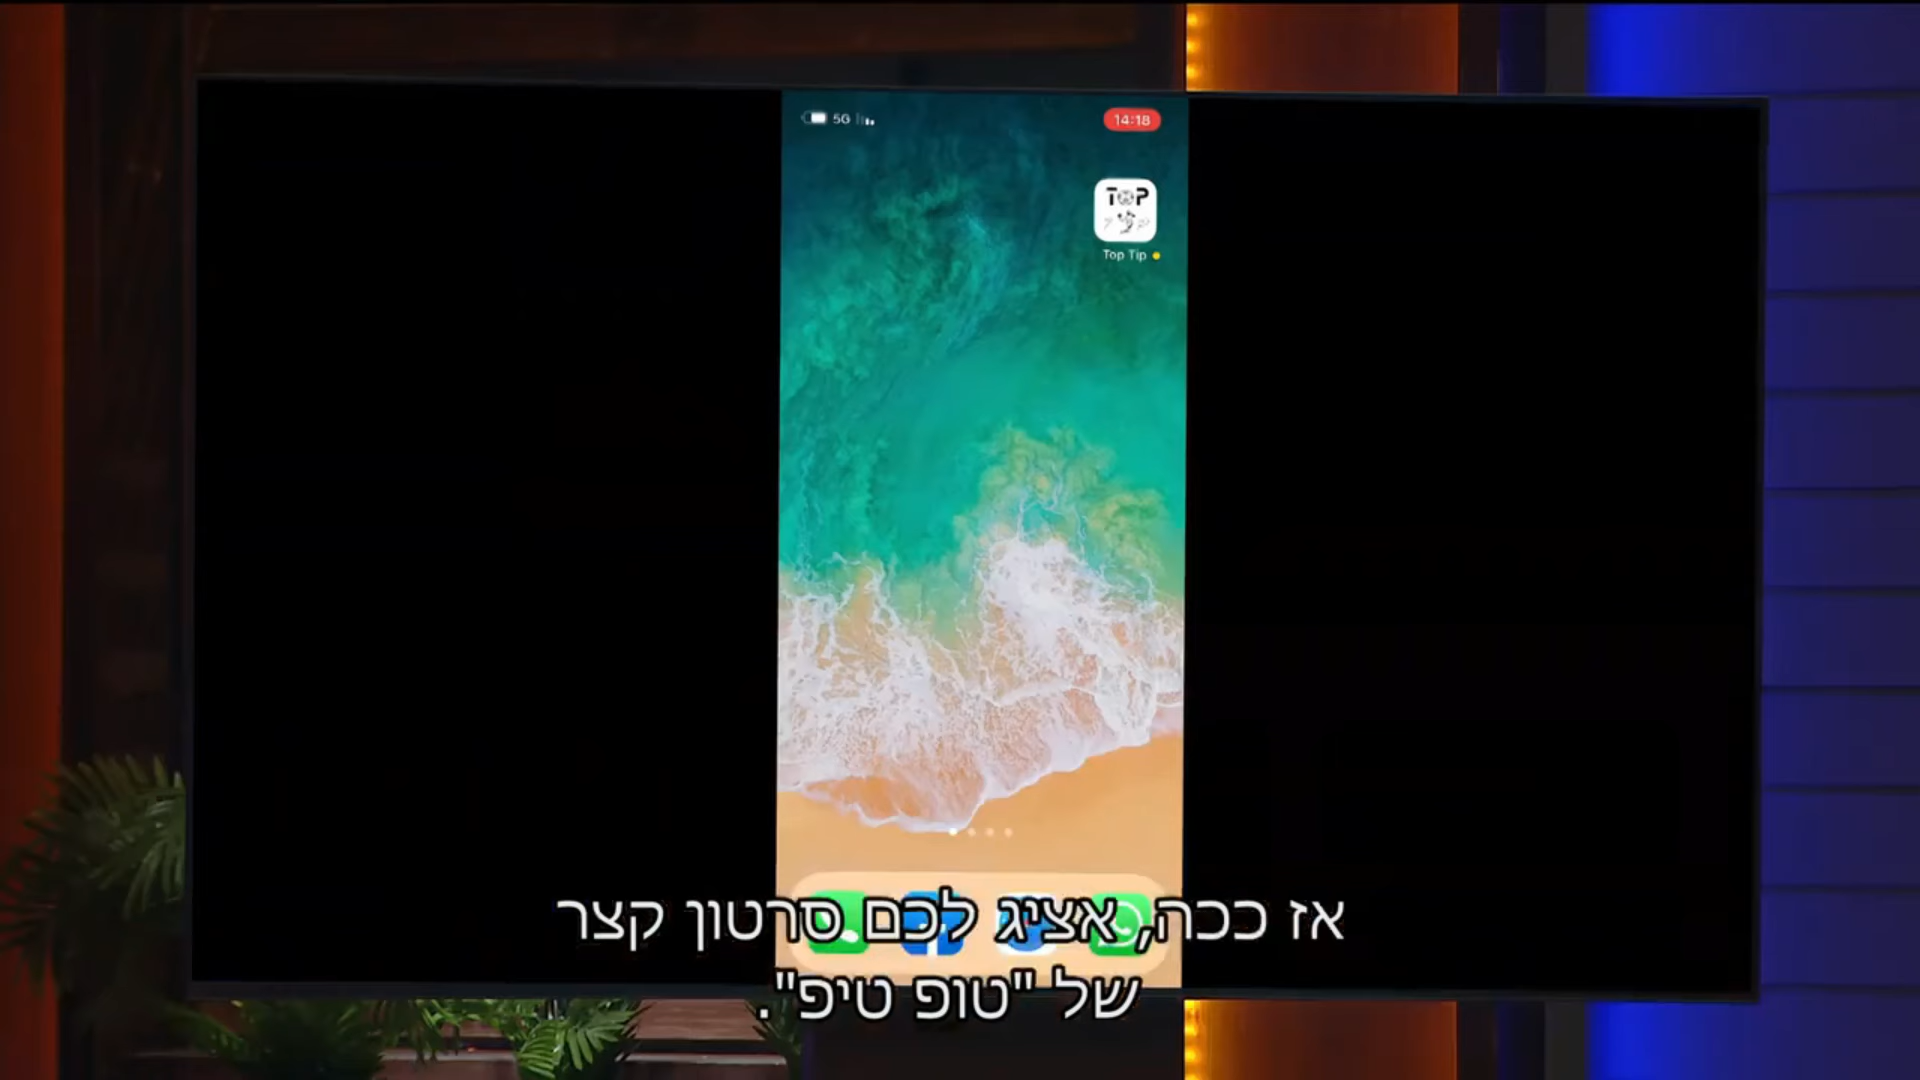 5G
14:18
TOP
Top Tip
אז ככה, אציג לכם סרטון קצר
של "טופ טיפ".